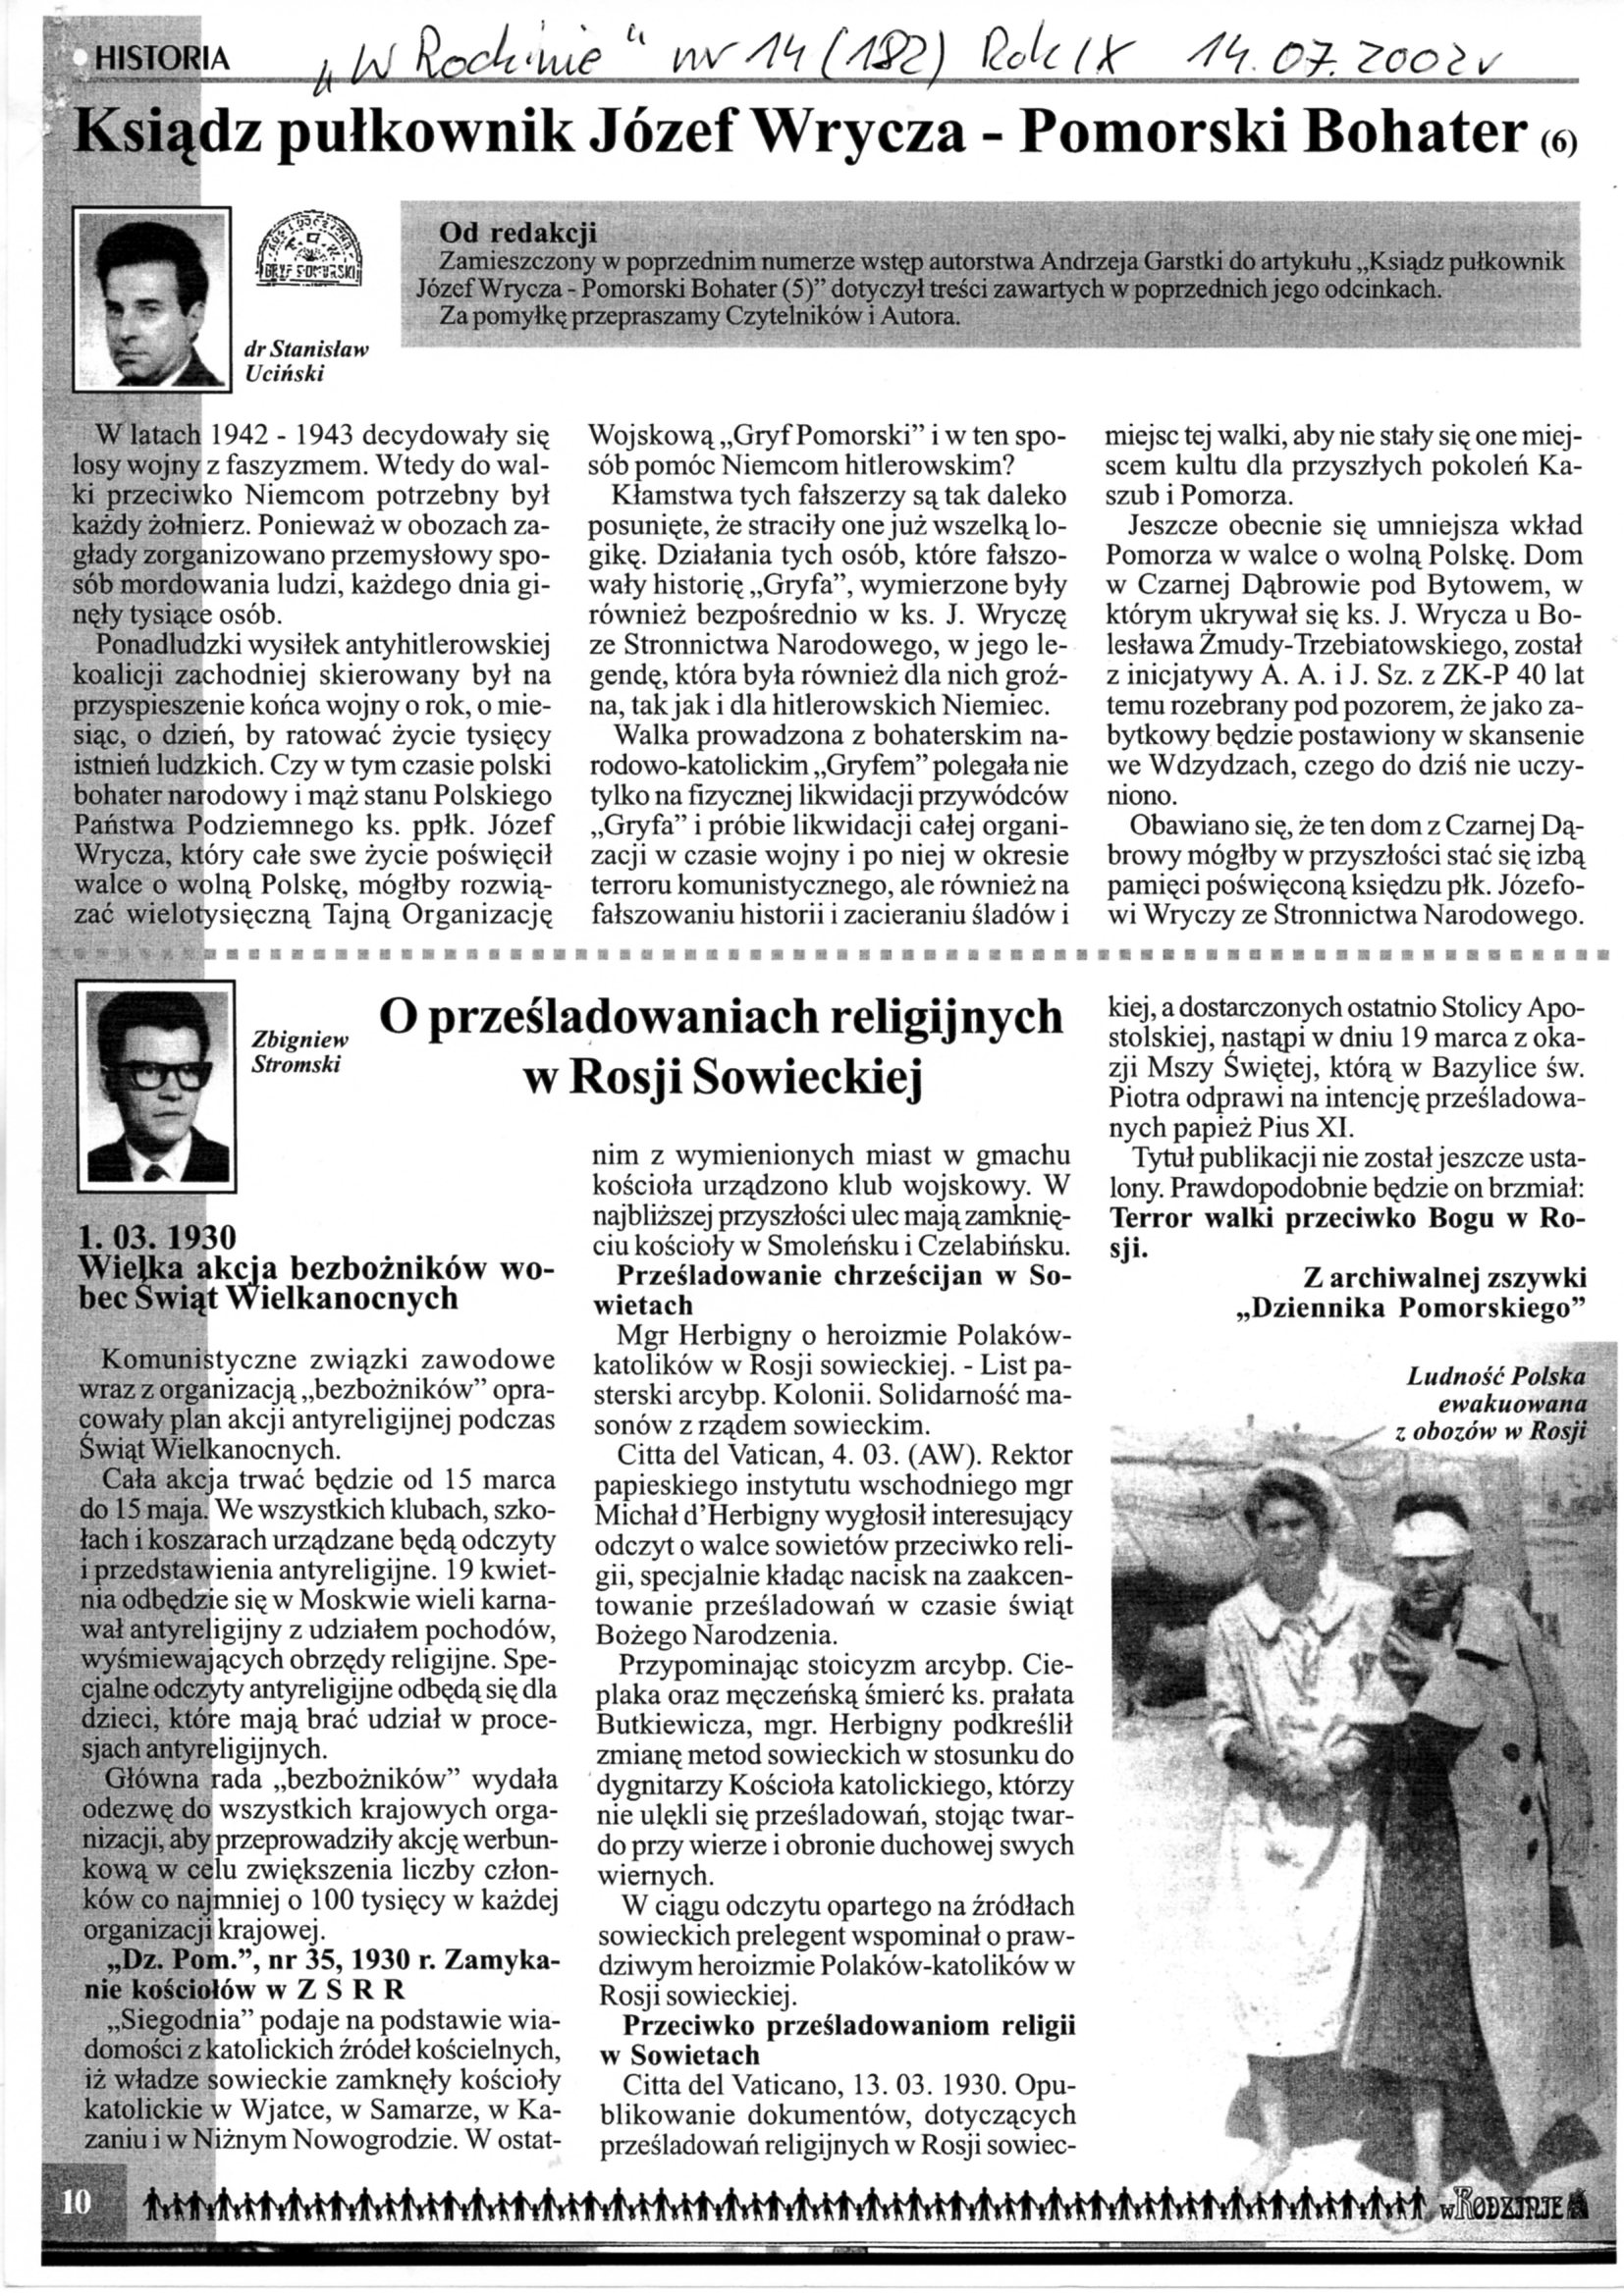 HISTORIA
„W Rodzinie” nr 14 (182) Rok IX 14.07.2002 r
Ksiądz pułkownik Józef Wrycza - Pomorski Bohater (6)
GRYF POMORSKI
dr Stanisław
Uciński
Od redakcji
Zamieszczony w poprzednim numerze wstęp autorstwa Andrzeja Garstki do artykułu „Ksiądz pułkownik
Józef Wrycza - Pomorski Bohater (5)” dotyczył treści zawartych w poprzednich jego odcinkach.
Za pomyłkę przepraszamy Czytelników i Autora.
W latach 1942 - 1943 decydowały się
losy wojny z faszyzmem. Wtedy do wal-
ki przeciwko Niemcom potrzebny był
każdy żołnierz. Ponieważ w obozach za-
głady zorganizowano przemysłowy spo-
sób mordowania ludzi, każdego dnia gi-
nęły tysiące osób.
Ponadludzki wysiłek antyhitlerowskiej
koalicji zachodniej skierowany był na
przyspieszenie końca wojny o rok, o mie-
siąc, o dzień, by ratować życie tysięcy
istnień ludzkich. Czy w tym czasie polski
bohater narodowy i mąż stanu Polskiego
Państwa Podziemnego ks. ppłk. Józef
Wrycza, który całe swe życie poświęcił
walce o wolną Polskę, mógłby rozwią-
zać wielotysięczną Tajną Organizację
Wojskową „Gryf Pomorski” i w ten spo-
sób pomóc Niemcom hitlerowskim?
Kłamstwa tych fałszerzy są tak daleko
posunięte, że straciły one już wszelką lo-
gikę. Działania tych osób, które fałszo-
wały historię „Gryfa”, wymierzone były
również bezpośrednio w ks. J. Wryczę
ze Stronnictwa Narodowego, w jego le-
gendę, która była również dla nich groź-
na, tak jak i dla hitlerowskich Niemiec.
Walka prowadzona z bohaterskim na-
rodowo-katolickim „Gryfem” polegała nie
tylko na fizycznej likwidacji przywódców
„Gryfa” i próbie likwidacji całej organi-
zacji w czasie wojny i po niej w okresie
terroru komunistycznego, ale również na
fałszowaniu historii i zacieraniu śladów i
miejsc tej walki, aby nie stały się one miej-
scem kultu dla przyszłych pokoleń Ka-
szub i Pomorza.
Jeszcze obecnie się umniejsza wkład
Pomorza w walce o wolną Polskę. Dom
w Czarnej Dąbrowie pod Bytowem, w
którym ukrywał się ks. J. Wrycza u Bo-
lesława Żmudy-Trzebiatowskiego, został
z inicjatywy A. A. i J. Sz. z ZK-P 40 lat
temu rozebrany pod pozorem, że jako za-
bytkowy będzie postawiony w skansenie
we Wdzydzach, czego do dziś nie uczy-
niono.
Obawiano się, że ten dom z Czarnej Dą-
browy mógłby w przyszłości stać się izbą
pamięci poświęconą księdzu płk. Józefo-
wi Wryczy ze Stronnictwa Narodowego.
Zbigniew
Stromski
O prześladowaniach religijnych
w Rosji Sowieckiej
1. 03. 1930
Wielka akcja bezbożników wo-
bec Świąt Wielkanocnych
Komunistyczne związki zawodowe
wraz z organizacją „bezbożników” opra-
cowały plan akcji antyreligijnej podczas
Świąt Wielkanocnych.
Cała akcja trwać będzie od 15 marca
do 15 maja. We wszystkich klubach, szko-
łach i koszarach urządzane będą odczyty
i przedstawienia antyreligijne. 19 kwiet-
nia odbędzie się w Moskwie wieli karna-
wał antyreligijny z udziałem pochodów,
wyśmiewających obrzędy religijne. Spe-
cjalne odczyty antyreligijne odbędą się dla
dzieci, które mają brać udział w proce-
sjach antyreligijnych.
Główna rada „bezbożników” wydała
odezwę do wszystkich krajowych orga-
nizacji, aby przeprowadziły akcję werbun-
kową w celu zwiększenia liczby człon-
ków co najmniej o 100 tysięcy w każdej
organizacji krajowej.
„Dz. Pom.”, nr 35, 1930 r. Zamyka-
nie kościołów w Z S R R
„Siegodnia” podaje na podstawie wia-
domości z katolickich źródeł kościelnych,
iż władze sowieckie zamknęły kościoły
katolickie w Wjatce, w Samarze, w Ka-
zaniu i w Niżnym Nowogrodzie. W ostat-
nim z wymienionych miast w gmachu
kościoła urządzono klub wojskowy. W
najbliższej przyszłości ulec mają zamknię-
ciu kościoły w Smoleńsku i Czelabińsku.
Prześladowanie chrześcijan w So-
wietach
Mgr Herbigny o heroizmie Polaków-
katolików w Rosji sowieckiej. - List pa-
sterski arcybp. Kolonii. Solidarność ma-
sonów z rządem sowieckim.
Citta del Vatican, 4. 03. (AW). Rektor
papieskiego instytutu wschodniego mgr
Michał d’Herbigny wygłosił interesujący
odczyt o walce sowietów przeciwko reli-
gii, specjalnie kładąc nacisk na zaakcen-
towanie prześladowań w czasie świąt
Bożego Narodzenia.
Przypominając stoicyzm arcybp. Cie-
plaka oraz męczeńską śmierć ks. prałata
Butkiewicza, mgr. Herbigny podkreślił
zmianę metod sowieckich w stosunku do
dygnitarzy Kościoła katolickiego, którzy
nie ulękli się prześladowań, stojąc twar-
do przy wierze i obronie duchowej swych
wiernych.
W ciągu odczytu opartego na źródłach
sowieckich prelegent wspominał o praw-
dziwym heroizmie Polaków-katolików w
Rosji sowieckiej.
Przeciwko prześladowaniom religii
w Sowietach
Citta del Vaticano, 13. 03. 1930. Opu-
blikowanie dokumentów, dotyczących
prześladowań religijnych w Rosji sowiec-
kiej, a dostarczonych ostatnio Stolicy Apo-
stolskiej, nastąpi w dniu 19 marca z oka-
zji Mszy Świętej, którą w Bazylice św.
Piotra odprawi na intencję prześladowa-
nych papież Pius XI.
Tytuł publikacji nie został jeszcze usta-
lony. Prawdopodobnie będzie on brzmiał:
Terror walki przeciwko Bogu w Ro-
sji.
Z archiwalnej zszywki
„Dziennika Pomorskiego”
Ludność Polska
ewakuowana
z obozów w Rosji
10
wRODZINIE